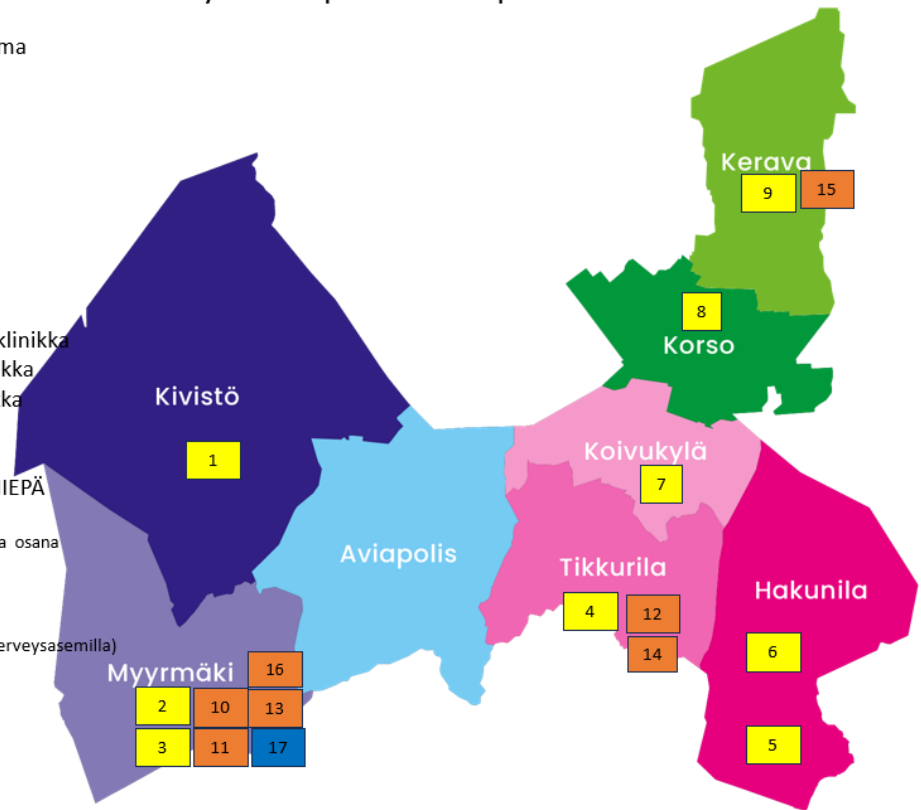 ma
Kerava
9
15
8
Korso
klinikka
kka
ka
Kivistö
Koivukylä
1
7
IEPÄ
a osana
Aviapolis
Tikkurila
Hakunila
4
12
14
6
erveysasemilla)
Myyrmäki
16
2
10
13
3
11
17
5